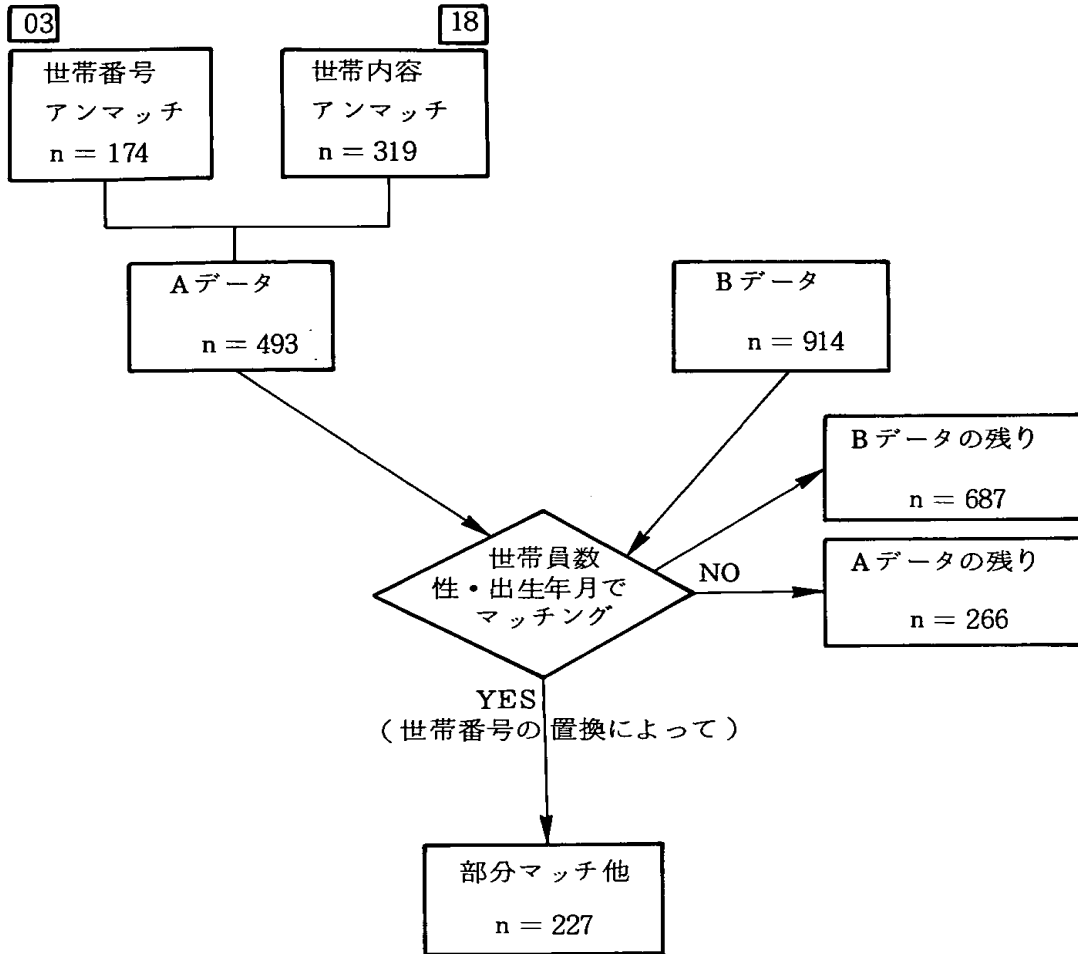 03
世帯番号
アンマッチ
n = 174
18
世帯内容
アンマッチ
n = 319
Aデータ
n = 493
Bデータ
n = 914
Bデータの残り
n = 687
Aデータの残り
n = 266
世帯員数
性・出生年月で
マッチング
NO
YES
(世帯番号の置換によって)
部分マッチ他
n = 227